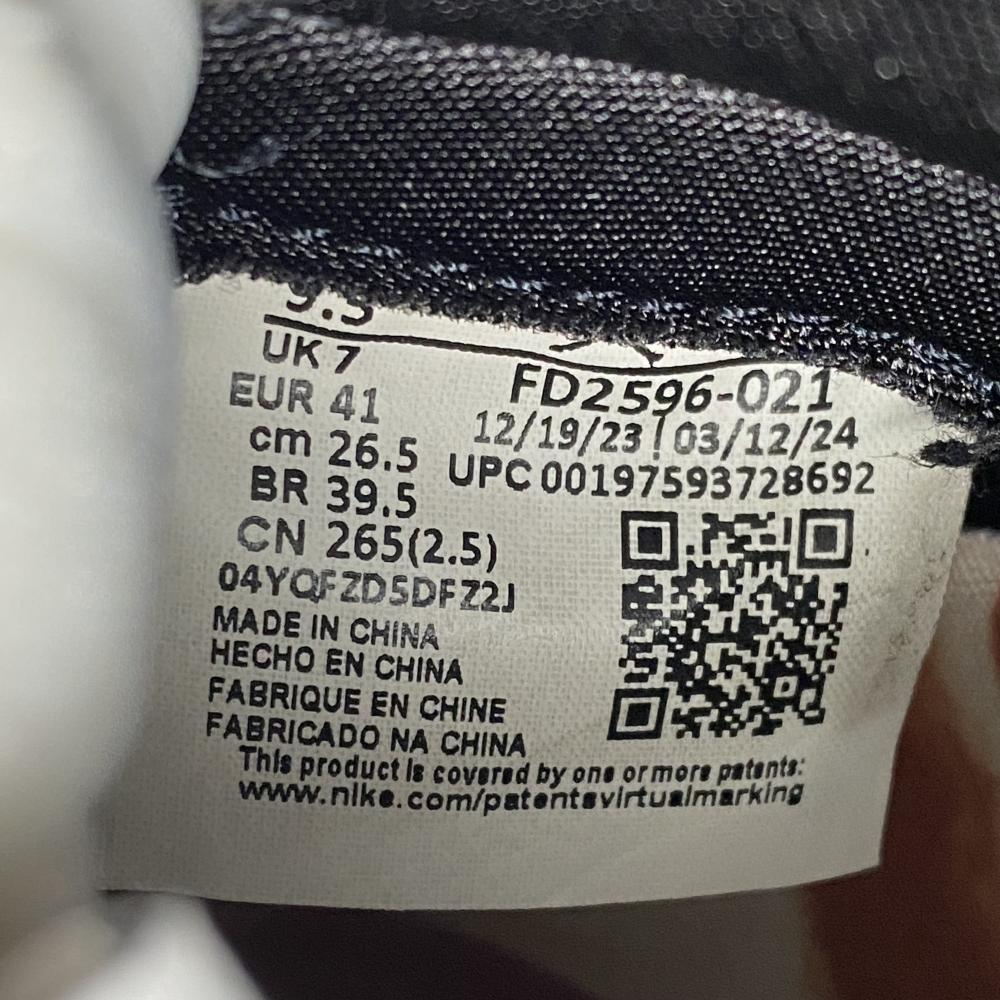 UK 7
EUR 41
cm 26.5
BR 39.5
CN 265(2.5)
04YQFZD5DFZ2J
MADE IN CHINA
HECHO EN CHINA
FABRIQUE EN CHINE
FABRICADO NA CHINA
FD2596-021
12/19/23 | 03/12/24
UPC 00197593728692
This product is covered by one or more patents:
www.nike.com/patentsvirtualmarking